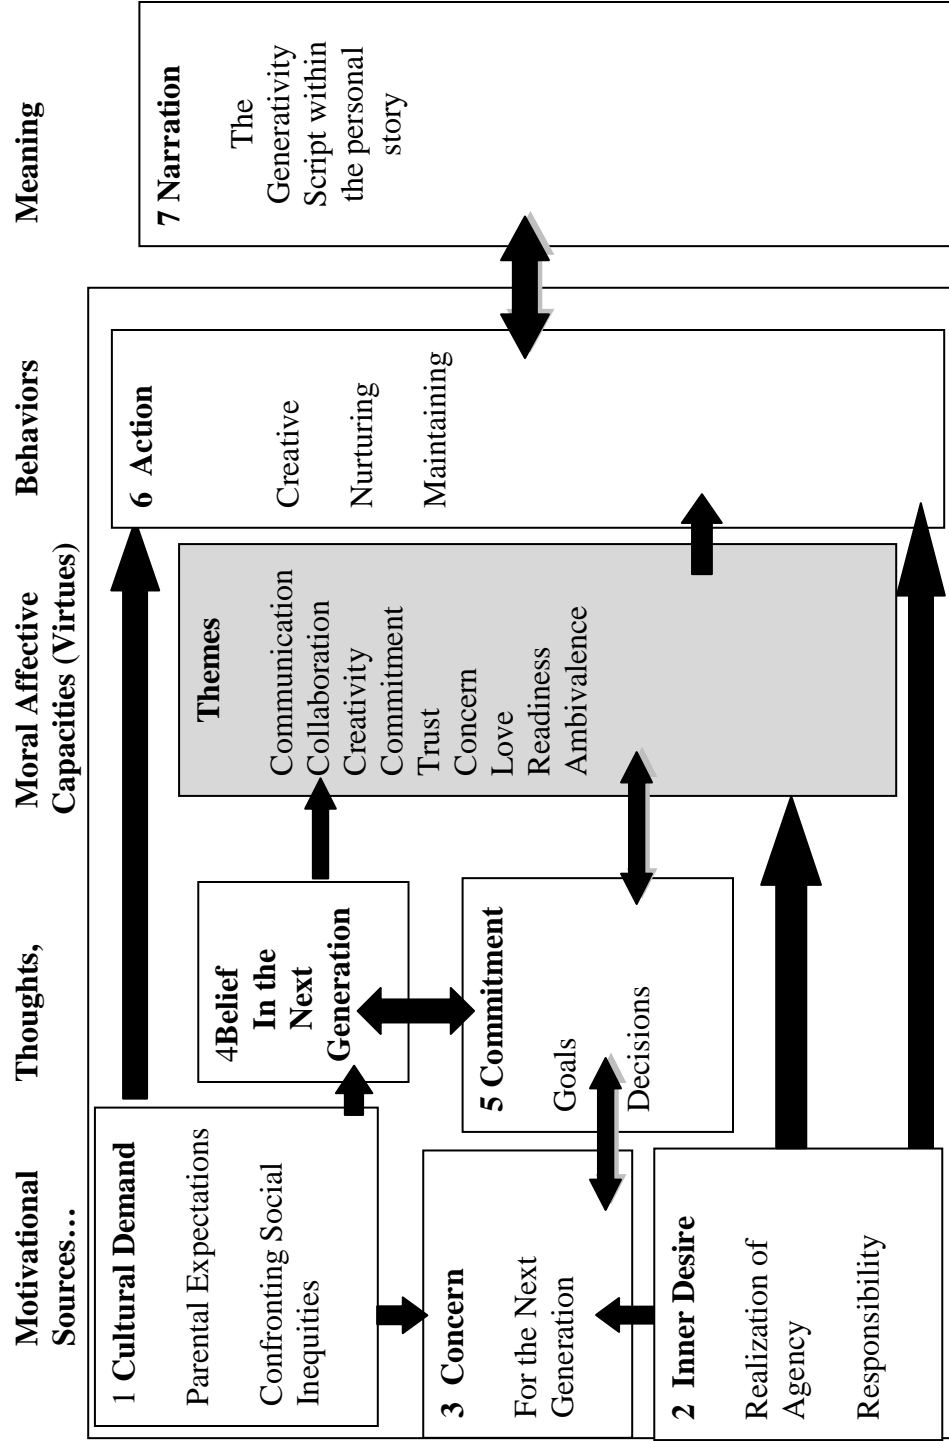 Motivational
Sources…
Thoughts,
Moral Affective
Capacities (Virtues)
Behaviors
Meaning
1 Cultural Demand
Parental Expectations
Confronting Social
Inequities
3 Concern
For the Next
Generation
2 Inner Desire
Realization of
Agency
Responsibility
4Belief
In the
Next
Generation
5 Commitment
Goals
Decisions
Themes
Communication
Collaboration
Creativity
Commitment
Trust
Concern
Love
Readiness
Ambivalence
6 Action
Creative
Nurturing
Maintaining
7 Narration
The
Generativity
Script within
the personal
story